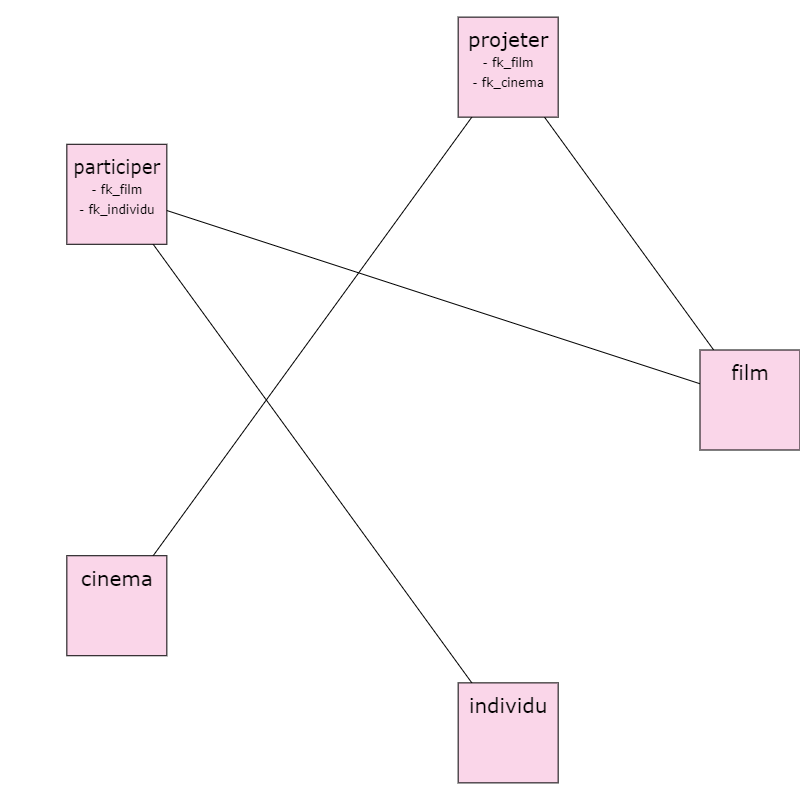 projeter
- fk_film
- fk_cinema
participer
- fk_film
- fk_individu
film
cinema
individu